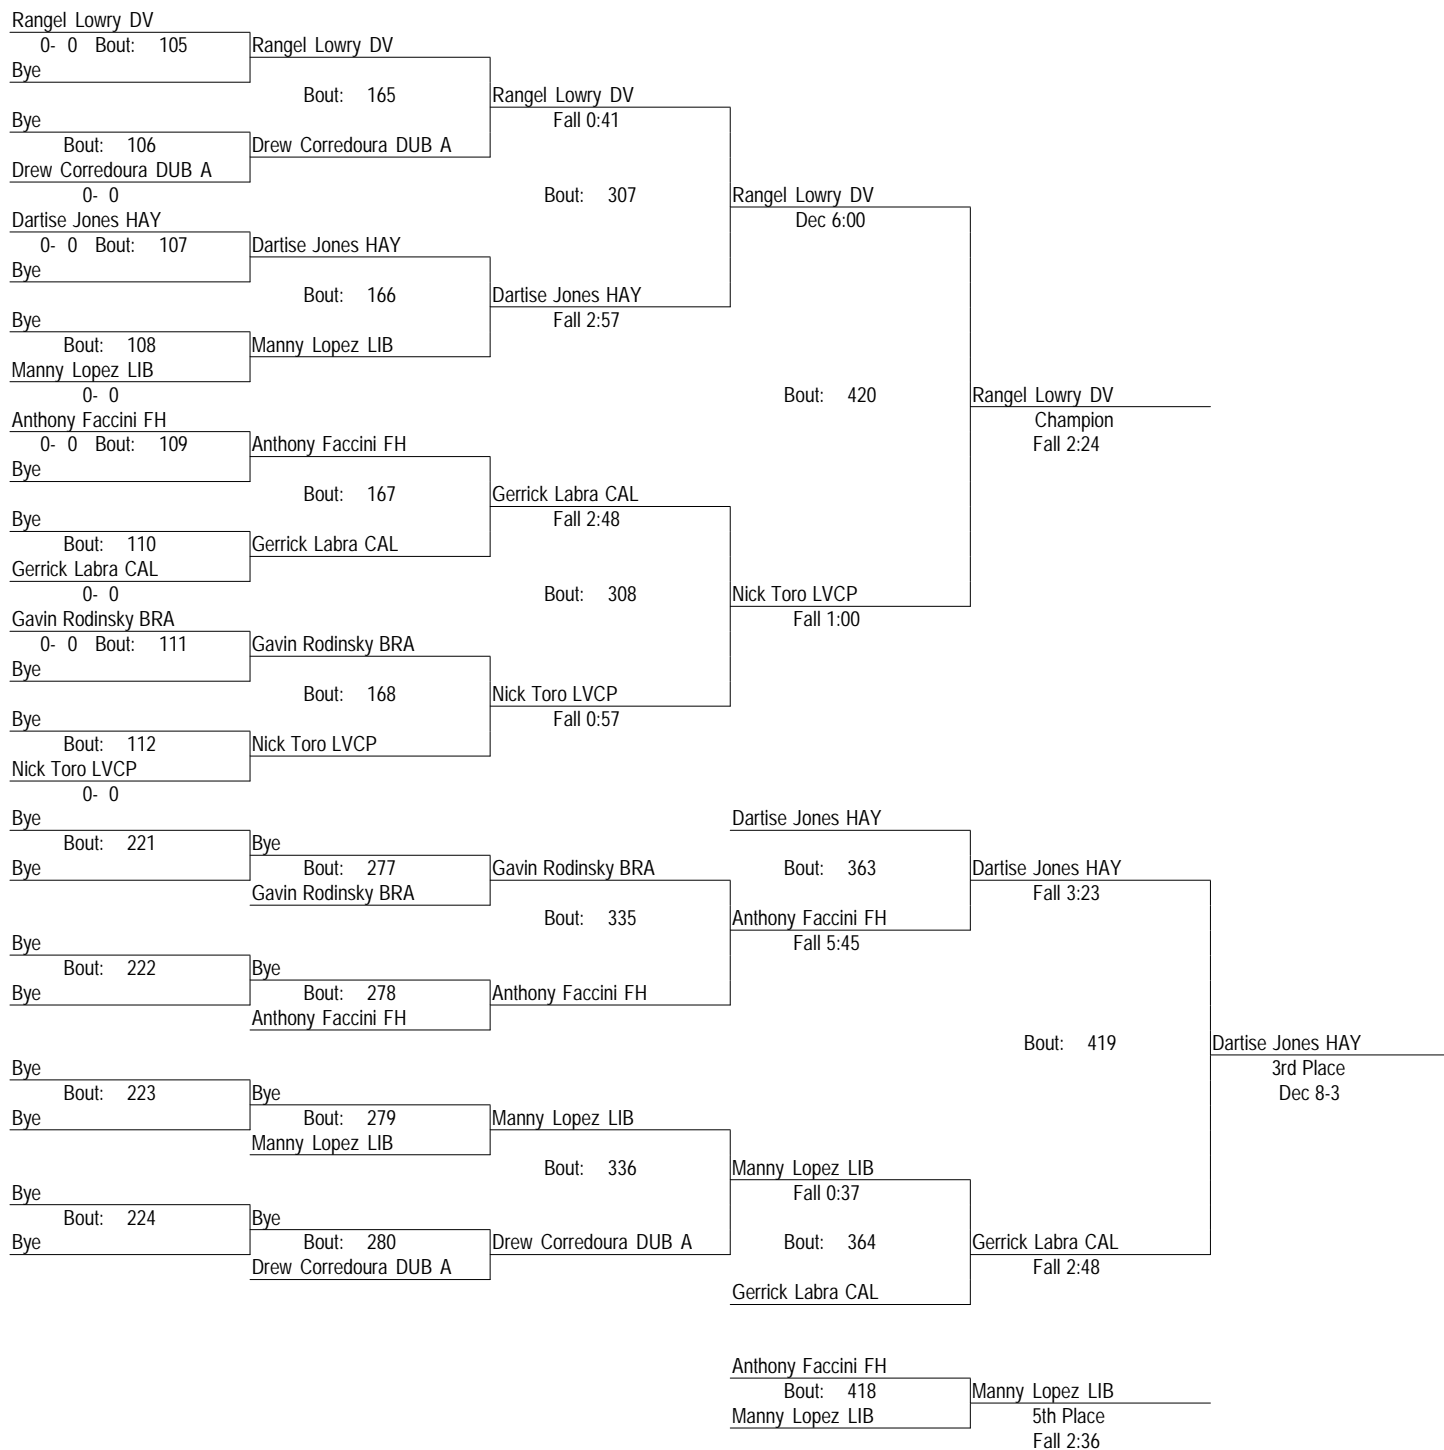 Rangel Lowry DV
0- 0 Bout: 105 Rangel Lowry DV
Bye
Bout: 165 Rangel Lowry DV
Bye Fall 0:41
Bout: 106 Drew Corredoura DUB A
Drew Corredoura DUB A
0- 0 Bout: 307 Rangel Lowry DV
Dartise Jones HAY Dec 6:00
0- 0 Bout: 107 Dartise Jones HAY
Bye
Bout: 166 Dartise Jones HAY
Bye Fall 2:57
Bout: 108 Manny Lopez LIB
Manny Lopez LIB
0- 0 Bout: 420 Rangel Lowry DV
Anthony Faccini FH Champion
0- 0 Bout: 109 Anthony Faccini FH Fall 2:24
Bye
Bout: 167 Gerrick Labra CAL
Bye Fall 2:48
Bout: 110 Gerrick Labra CAL
Gerrick Labra CAL
0- 0 Bout: 308 Nick Toro LVCP
Gavin Rodinsky BRA Fall 1:00
0- 0 Bout: 111 Gavin Rodinsky BRA
Bye
Bout: 168 Nick Toro LVCP
Bye Fall 0:57
Bout: 112 Nick Toro LVCP
Nick Toro LVCP
0- 0
Bye Dartise Jones HAY
Bout: 221 Bye
Bye Bout: 277 Gavin Rodinsky BRA Bout: 363 Dartise Jones HAY
Gavin Rodinsky BRA Fall 3:23
Bout: 335 Anthony Faccini FH
Bye Fall 5:45
Bout: 222 Bye
Bye Bout: 278 Anthony Faccini FH
Anthony Faccini FH
Bout: 419 Dartise Jones HAY
Bye 3rd Place
Bout: 223 Bye Dec 8-3
Bye Bout: 279 Manny Lopez LIB
Manny Lopez LIB
Bout: 336 Manny Lopez LIB
Bye Fall 0:37
Bout: 224 Bye
Bye Bout: 280 Drew Corredoura DUB A Bout: 364 Gerrick Labra CAL
Drew Corredoura DUB A Fall 2:48
Gerrick Labra CAL
Anthony Faccini FH
Bout: 418 Manny Lopez LIB
Manny Lopez LIB 5th Place
Fall 2:36